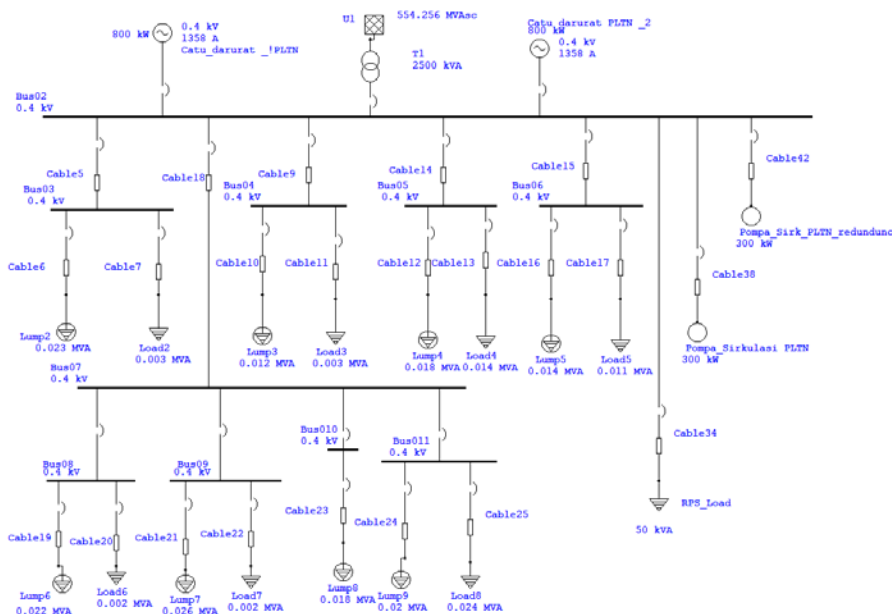 U1
554.256 MVAsc
800 kW
0.4 kV
1358 A
Catu_darurat _!PLTN
T1
2500 kVA
Catu_darurat PLTN _2
800 kW
0.4 kV
1358 A
Bus02
0.4 kV
Cable5
Cable18
Cable9
Cable14
Cable15
Cable42
Bus03
0.4 kV
Bus04
0.4 kV
Bus05
0.4 kV
Bus06
0.4 kV
Pompa_Sirk_PLTN_redundunc
300 kW
Cable6
Cable7
Cable10
Cable11
Cable12
Cable13
Cable16
Cable17
Cable38
Lump2
0.023 MVA
Load2
0.003 MVA
Lump3
0.012 MVA
Load3
0.003 MVA
Lump4
0.018 MVA
Load4
0.014 MVA
Lump5
0.014 MVA
Load5
0.011 MVA
Pompa_Sirkulasi PLTN
300 kW
Bus07
0.4 kV
Bus010
0.4 kV
Bus011
0.4 kV
Cable34
Bus08
0.4 kV
Bus09
0.4 kV
RPS_Load
50 kVA
Cable19
Cable20
Cable21
Cable22
Cable23
Cable24
Cable25
Lump6
0.022 MVA
Load6
0.002 MVA
Lump7
0.026 MVA
Load7
0.002 MVA
Lump8
0.018 MVA
Lump9
0.02 MVA
Load8
0.024 MVA